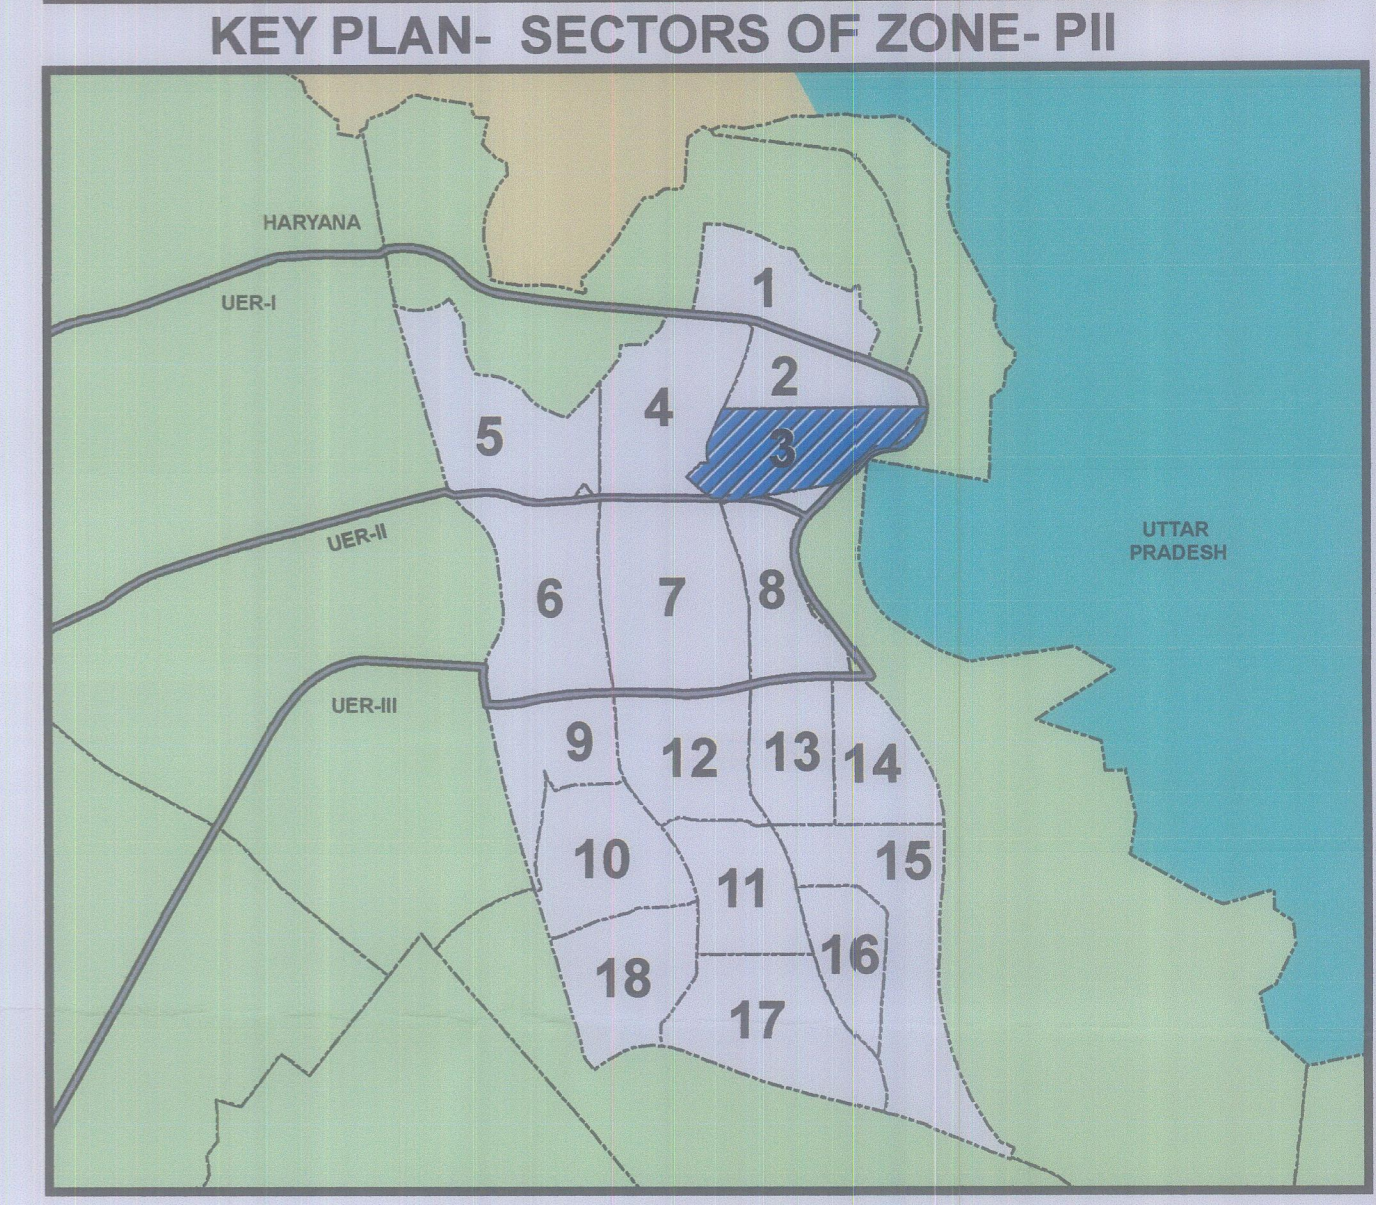 KEY PLAN- SECTORS OF ZONE- PII
HARYANA
UER-I
1
2
3
4
5
UER-II
UTTAR
PRADESH
6
7
8
UER-III
9
12
13
14
10
11
15
16
18
17